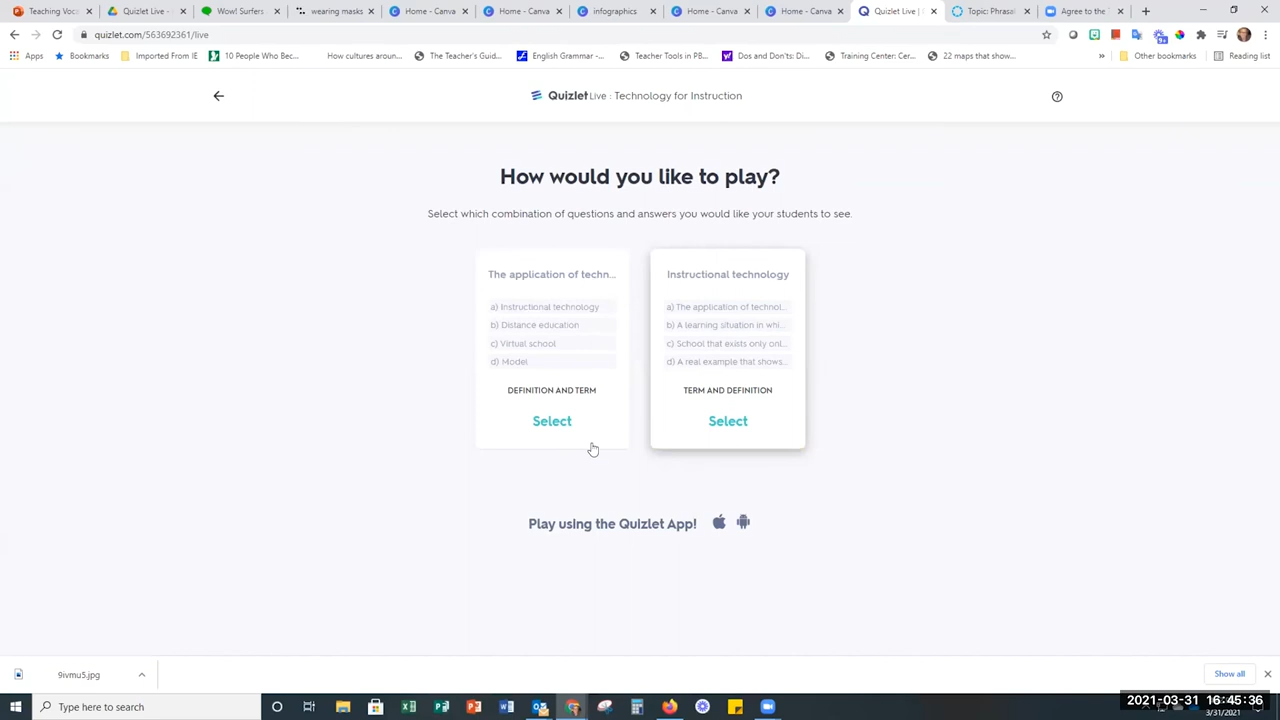 Teaching Voca
Quizlet Live -
Wow! Surfers
wearing masks
Home - Canva
Home - Canva
infographics
Home - Canva
Home - Canva
Quizlet Live |
Topic: Phrasal
Agree to the T
quizlet.com/563692361/live
Apps
Bookmarks
Imported From IE
10 People Who Bec...
How cultures aroun...
The Teacher's Guid...
English Grammar -...
Teacher Tools in PB...
Dos and Don'ts: Di...
Training Center: Cer...
22 maps that show...
»
Other bookmarks
Reading list
Quizlet Live : Technology for Instruction
How would you like to play?
Select which combination of questions and answers you would like your students to see.
The application of techn...
a) Instructional technology
b) Distance education
c) Virtual school
d) Model
DEFINITION AND TERM
Select
Instructional technology
a) The application of technol...
b) A learning situation in whi...
c) School that exists only onl...
d) A real example that shows...
TERM AND DEFINITION
Select
Play using the Quizlet App!
9ivmu5.jpg
Show all
Type here to search
2021-03-31 16:45:36
3/31/2021